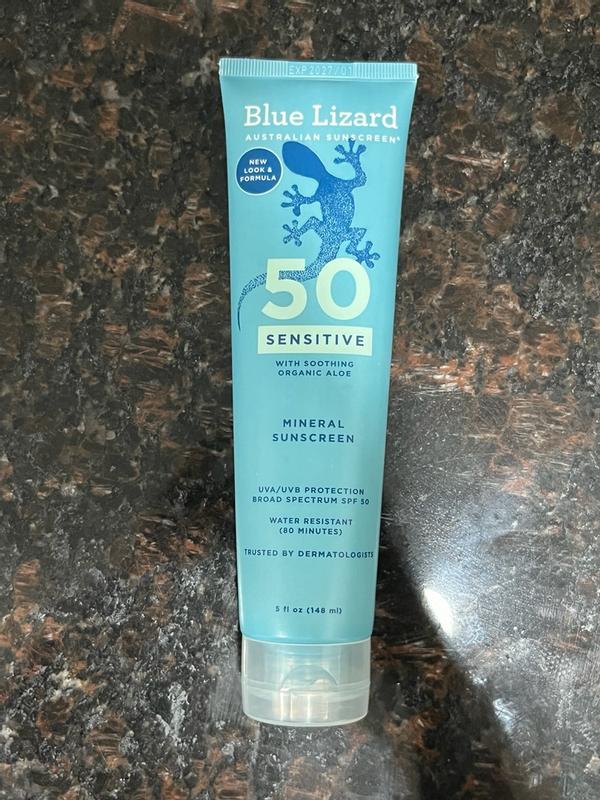 EXP 2027/01
Blue Lizard
AUSTRALIAN SUNSCREEN®
NEW
LOOK &
FORMULA
50
SENSITIVE
WITH SOOTHING
ORGANIC ALOE
MINERAL
SUNSCREEN
UVA/UVB PROTECTION
BROAD SPECTRUM SPF 50
WATER RESISTANT
(80 MINUTES)
TRUSTED BY DERMATOLOGISTS
5 fl oz (148 ml)